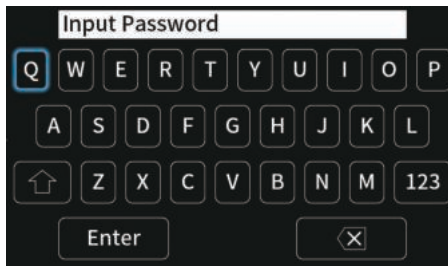 Input Password
Q W E R T Y U I O P
A S D F G H J K L
Z X C V B N M 123
Enter